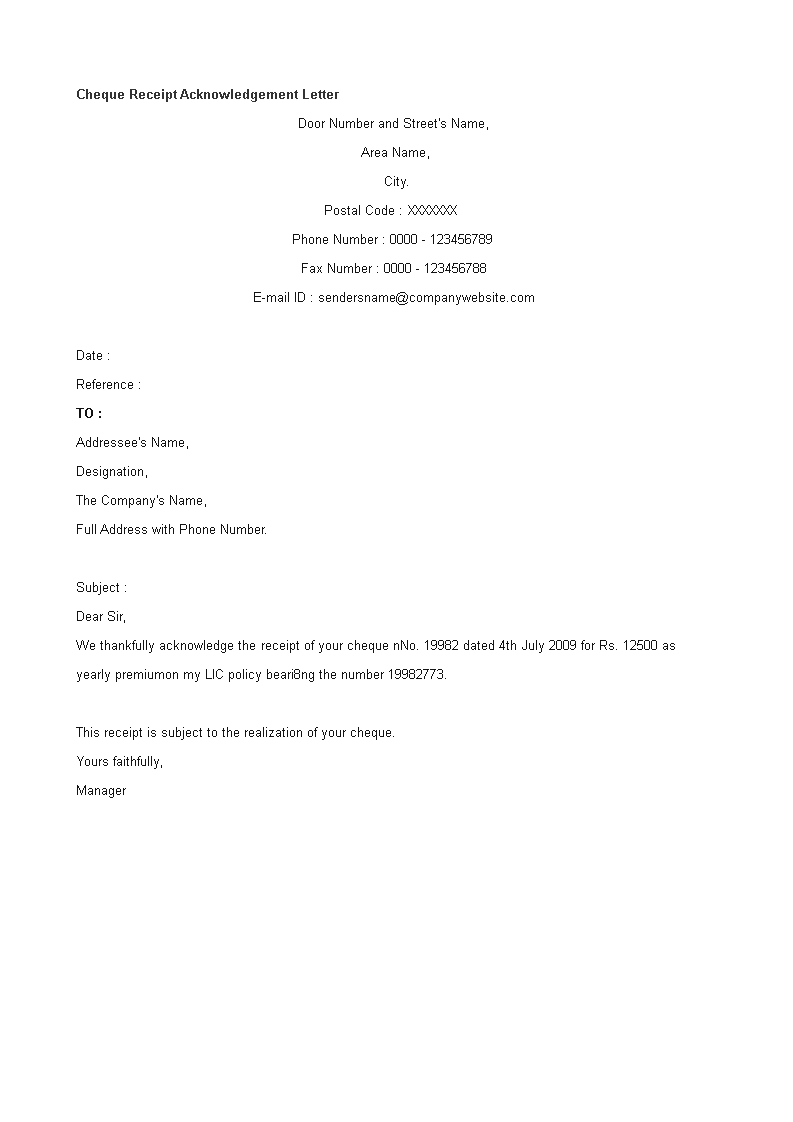 Cheque Receipt Acknowledgement Letter
Door Number and Street's Name,
Area Name,
City.
Postal Code : XXXXXXX
Phone Number : 0000 - 123456789
Fax Number : 0000 - 123456788
E-mail ID : sendersname@companywebsite.com
Date :
Reference :
TO :
Addressee's Name,
Designation,
The Company's Name,
Full Address with Phone Number.
Subject :
Dear Sir,
We thankfully acknowledge the receipt of your cheque nNo. 19982 dated 4th July 2009 for Rs. 12500 as
yearly premiumon my LIC policy beari8ng the number 19982773.
This receipt is subject to the realization of your cheque.
Yours faithfully,
Manager